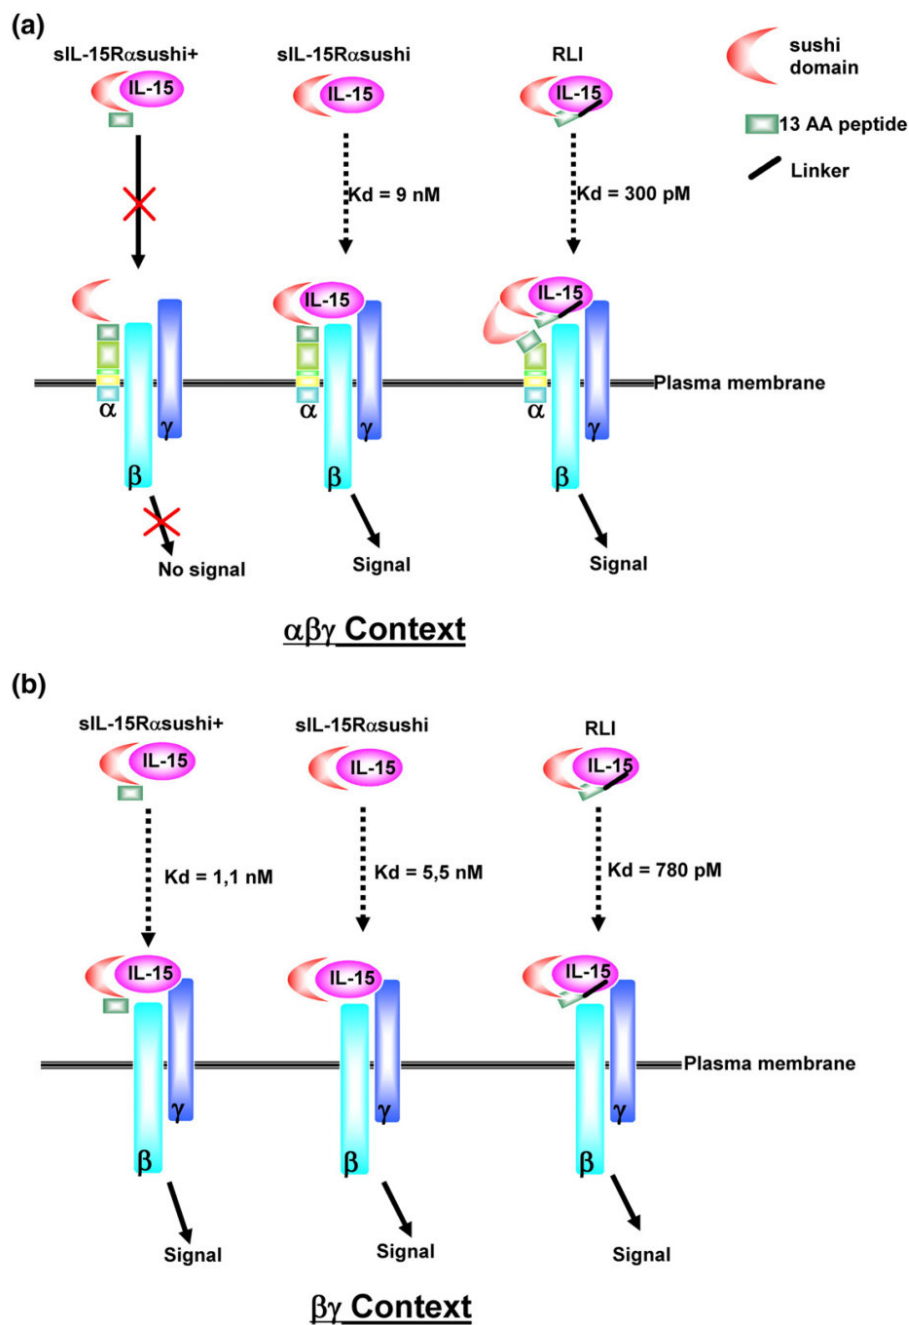 (a)
sIL-15Rαsushi+ sIL-15Rαsushi RLI
IL-15 IL-15 IL-15
sushi
domain
13 AA peptide
Linker
Kd = 9 nM Kd = 300 pM
IL-15 IL-15
Plasma membrane
α α α
γ γ γ
β β β
No signal Signal Signal
αβγ Context
(b)
sIL-15Rαsushi+ sIL-15Rαsushi RLI
IL-15 IL-15 IL-15
Kd = 1,1 nM Kd = 5,5 nM Kd = 780 pM
IL-15 IL-15 IL-15
Plasma membrane
γ γ γ
β β β
Signal Signal Signal
βγ Context